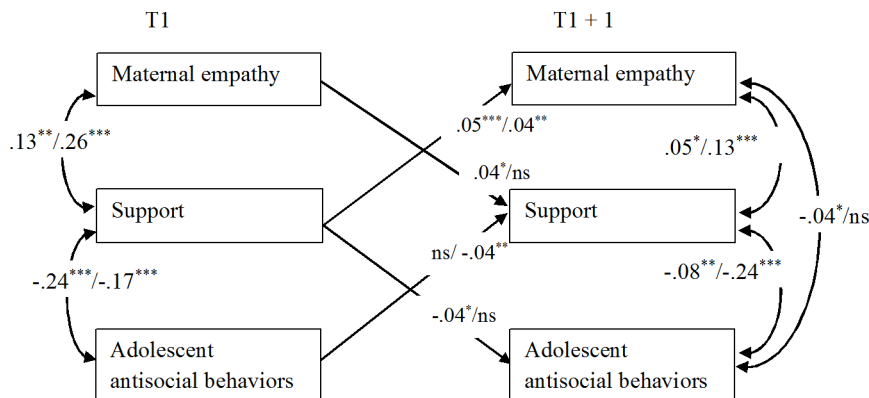 T1 T1 + 1
Maternal empathy Maternal empathy
.13**/.26***
.05***/.04**
.05*/.13***
.04*/ns
Support Support
-.04*/ns
ns/ -.04**
-.24***/-.17***
-.08**/-.24***
-.04*/ns
Adolescent
antisocial behaviors
Adolescent
antisocial behaviors